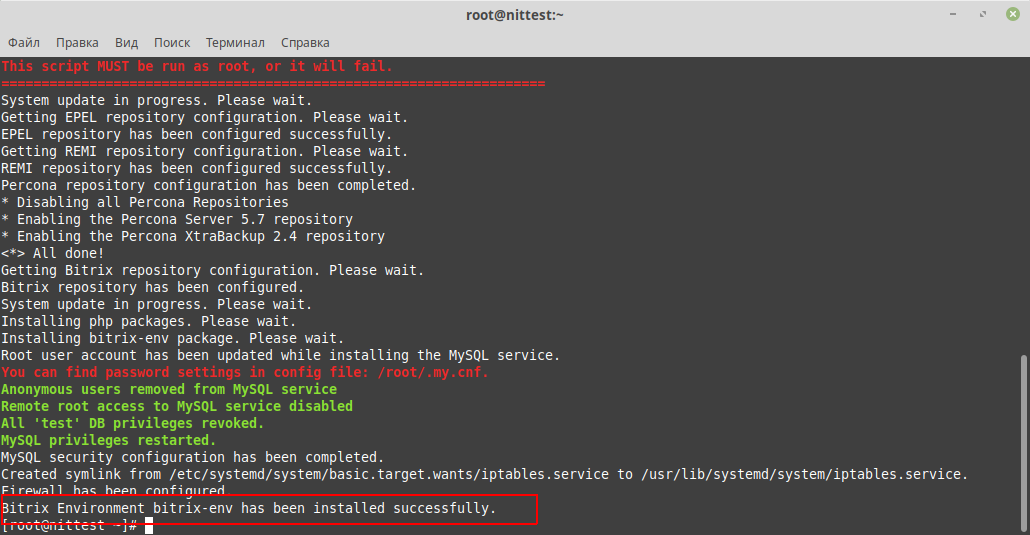 root@nittest:~
Файл Правка Вид Поиск Терминал Справка
This script MUST be run as root, or it will fail.
====================================================================
System update in progress. Please wait.
Getting EPEL repository configuration. Please wait.
EPEL repository has been configured successfully.
Getting REMI repository configuration. Please wait.
REMI repository has been configured successfully.
Percona repository configuration has been completed.
* Disabling all Percona Repositories
* Enabling the Percona Server 5.7 repository
* Enabling the Percona XtraBackup 2.4 repository
<*> All done!
Getting Bitrix repository configuration. Please wait.
Bitrix repository has been configured.
System update in progress. Please wait.
Installing php packages. Please wait.
Installing bitrix-env package. Please wait.
Root user account has been updated while installing the MySQL service.
You can find password settings in config file: /root/.my.cnf.
Anonymous users removed from MySQL service
Remote root access to MySQL service disabled
All 'test' DB privileges revoked.
MySQL privileges restarted.
MySQL security configuration has been completed.
Created symlink from /etc/systemd/system/basic.target.wants/iptables.service to /usr/lib/systemd/system/iptables.service.
Firewall has been configured.
Bitrix Environment bitrix-env has been installed successfully.
[root@nittest ~]#